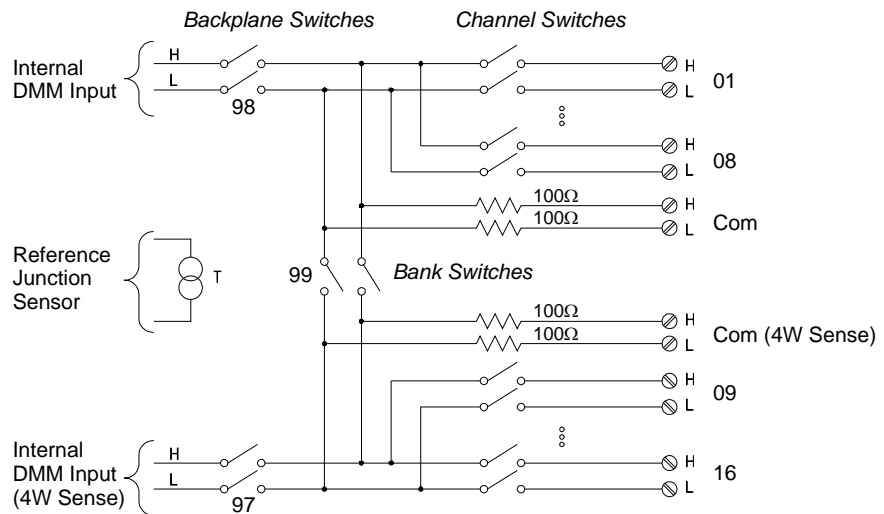 Backplane Switches
Channel Switches
Internal
DMM Input
H
L
98
H
L
01
H
L
08
100Ω
100Ω
H
L
Com
Reference
Junction
Sensor
T
99
Bank Switches
100Ω
100Ω
H
L
Com (4W Sense)
H
L
09
Internal
DMM Input
(4W Sense)
H
L
97
H
L
16